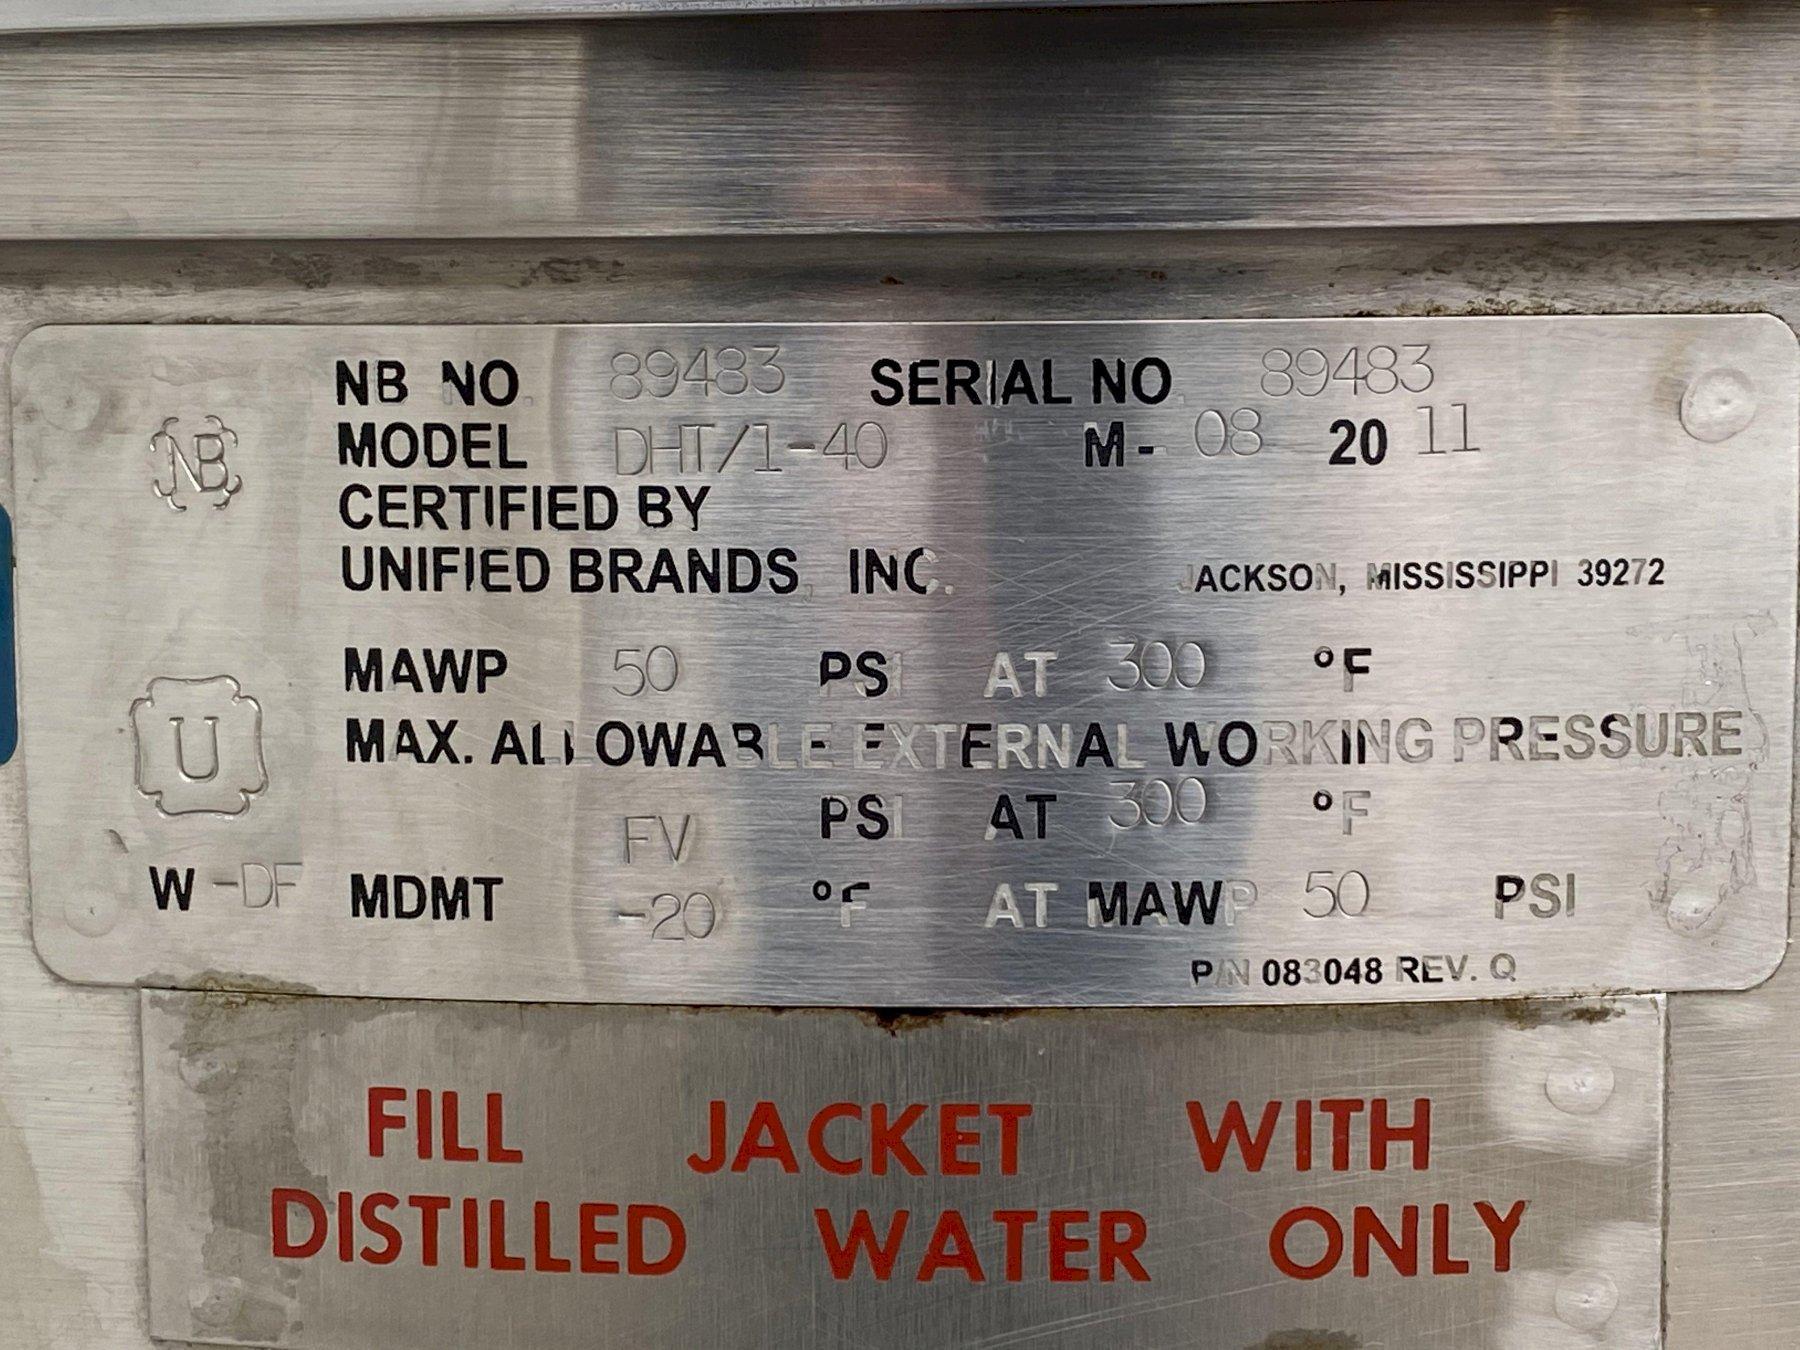 NB NO. 89483 SERIAL NO. 89483
NB MODEL DHT/1-40 M- 08 20 11
CERTIFIED BY
UNIFIED BRANDS, INC. JACKSON, MISSISSIPPI 39272
MAWP 50 PSI AT 300 °F
U MAX. ALLOWABLE EXTERNAL WORKING PRESSURE
FV PSI AT 300 °F
W -DF MDMT -20 °F AT MAWP 50 PSI
P/N 083048 REV. Q
FILL JACKET WITH
DISTILLED WATER ONLY